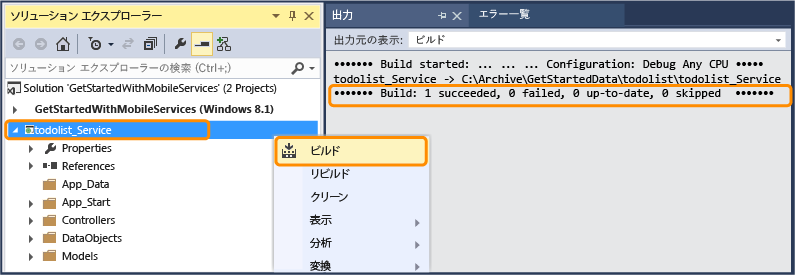 ソリューション エクスプローラー
ソリューション エクスプローラーの検索 (Ctrl+;)
Solution 'GetStartedWithMobileServices' (2 Projects)
GetStartedWithMobileServices (Windows 8.1)
todolist_Service
Properties
References
App_Data
App_Start
Controllers
DataObjects
Models
ビルド
リビルド
クリーン
表示
分析
変換
出力
エラー一覧
出力元の表示: ビルド
••••••• Build started: ... ... ... Configuration: Debug Any CPU •••••
todolist_Service -> C:\Archive\GetStartedData\todolist\todolist_Service
••••••• Build: 1 succeeded, 0 failed, 0 up-to-date, 0 skipped •••••••